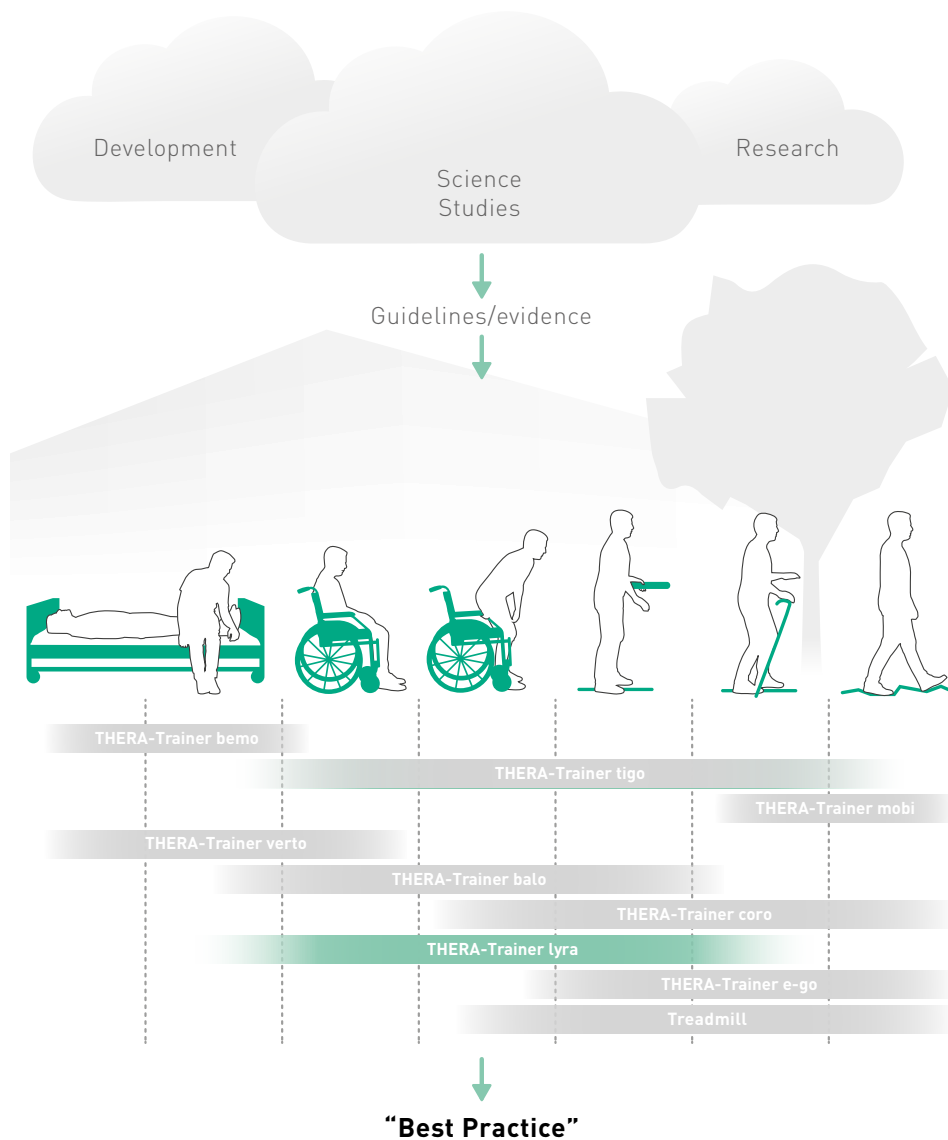 Development
Research
Science
Studies
Guidelines/evidence
THERA-Trainer bemo
THERA-Trainer tigo
THERA-Trainer mobi
THERA-Trainer verto
THERA-Trainer balo
THERA-Trainer coro
THERA-Trainer lyra
THERA-Trainer e-go
Treadmill
“Best Practice”